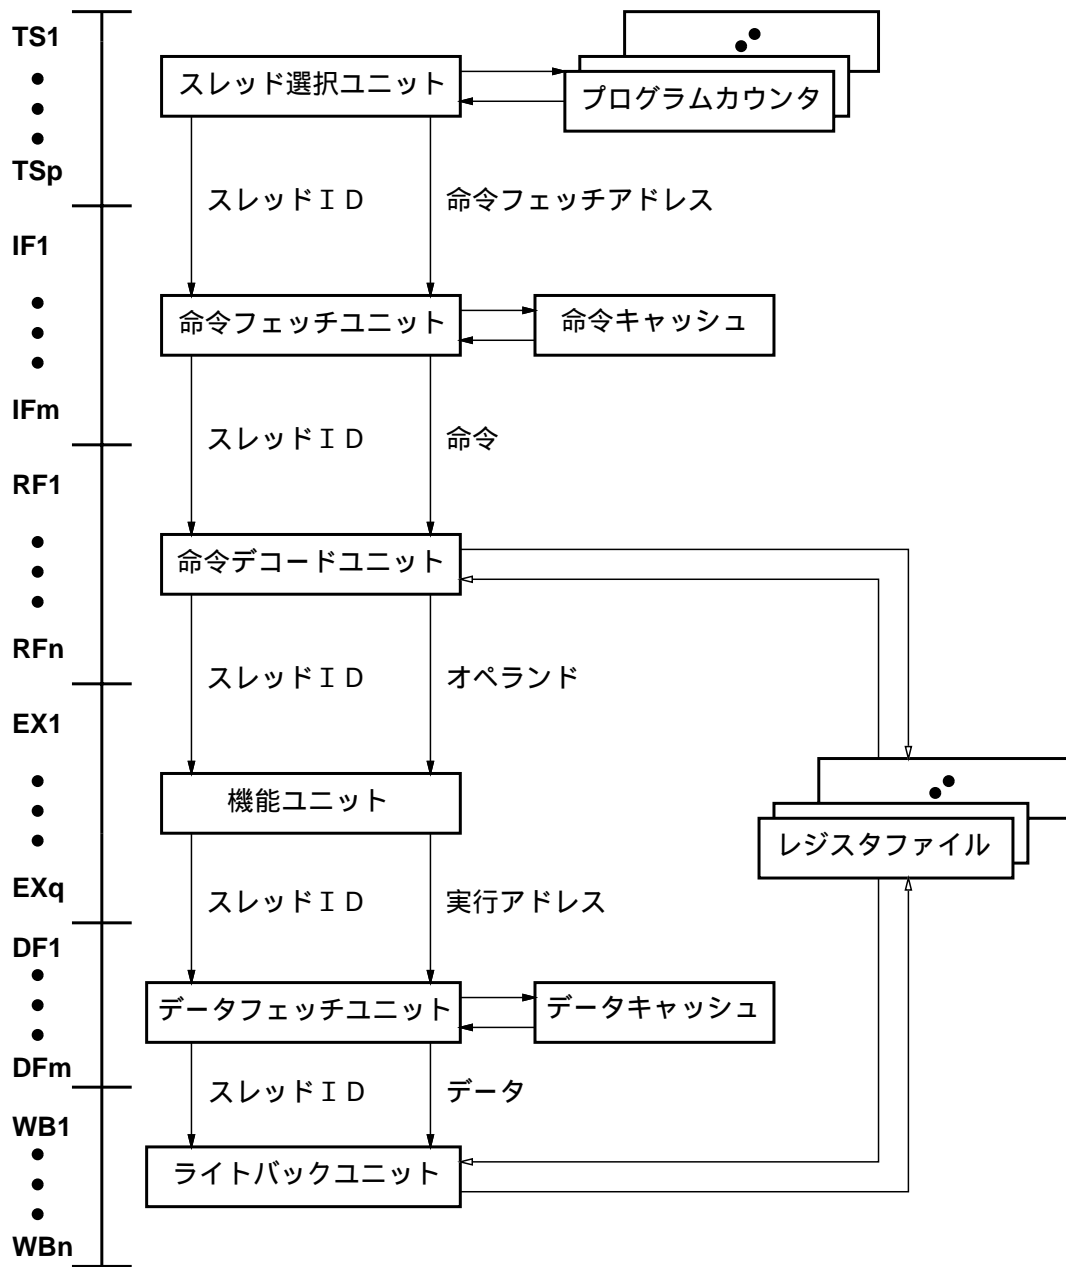 TS1
スレッド選択ユニット
プログラムカウンタ
TSp
スレッドＩＤ
命令フェッチアドレス
IF1
命令フェッチユニット
命令キャッシュ
IFm
スレッドＩＤ
命令
RF1
命令デコードユニット
RFn
スレッドＩＤ
オペランド
EX1
機能ユニット
レジスタファイル
EXq
スレッドＩＤ
実行アドレス
DF1
データフェッチユニット
データキャッシュ
DFm
スレッドＩＤ
データ
WB1
ライトバックユニット
WBn